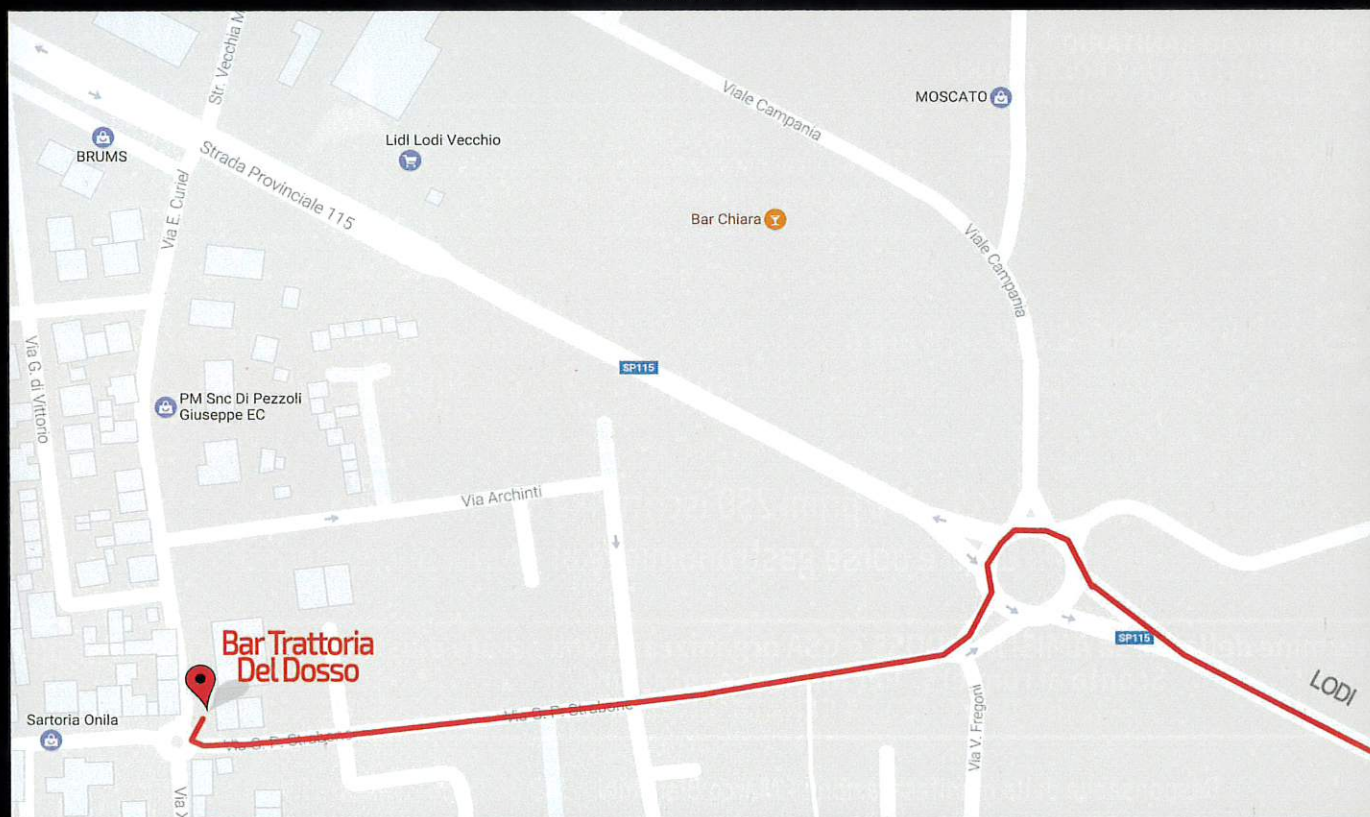 Str. Vecchia M
Viale Campania
MOSCATO
BRUMS
Strada Provinciale 115
Lidl Lodi Vecchio
Via E. Curiel
Bar Chiara
Viale Campania
Via G. di Vittorio
SP115
PM Snc Di Pezzoli
Giuseppe EC
Via Archinti
Bar Trattoria
Del Dosso
SP115
LODI
Sartoria Onila
Via G. P. Strabone
Via G. P. Strabone
Via V. Fregoni